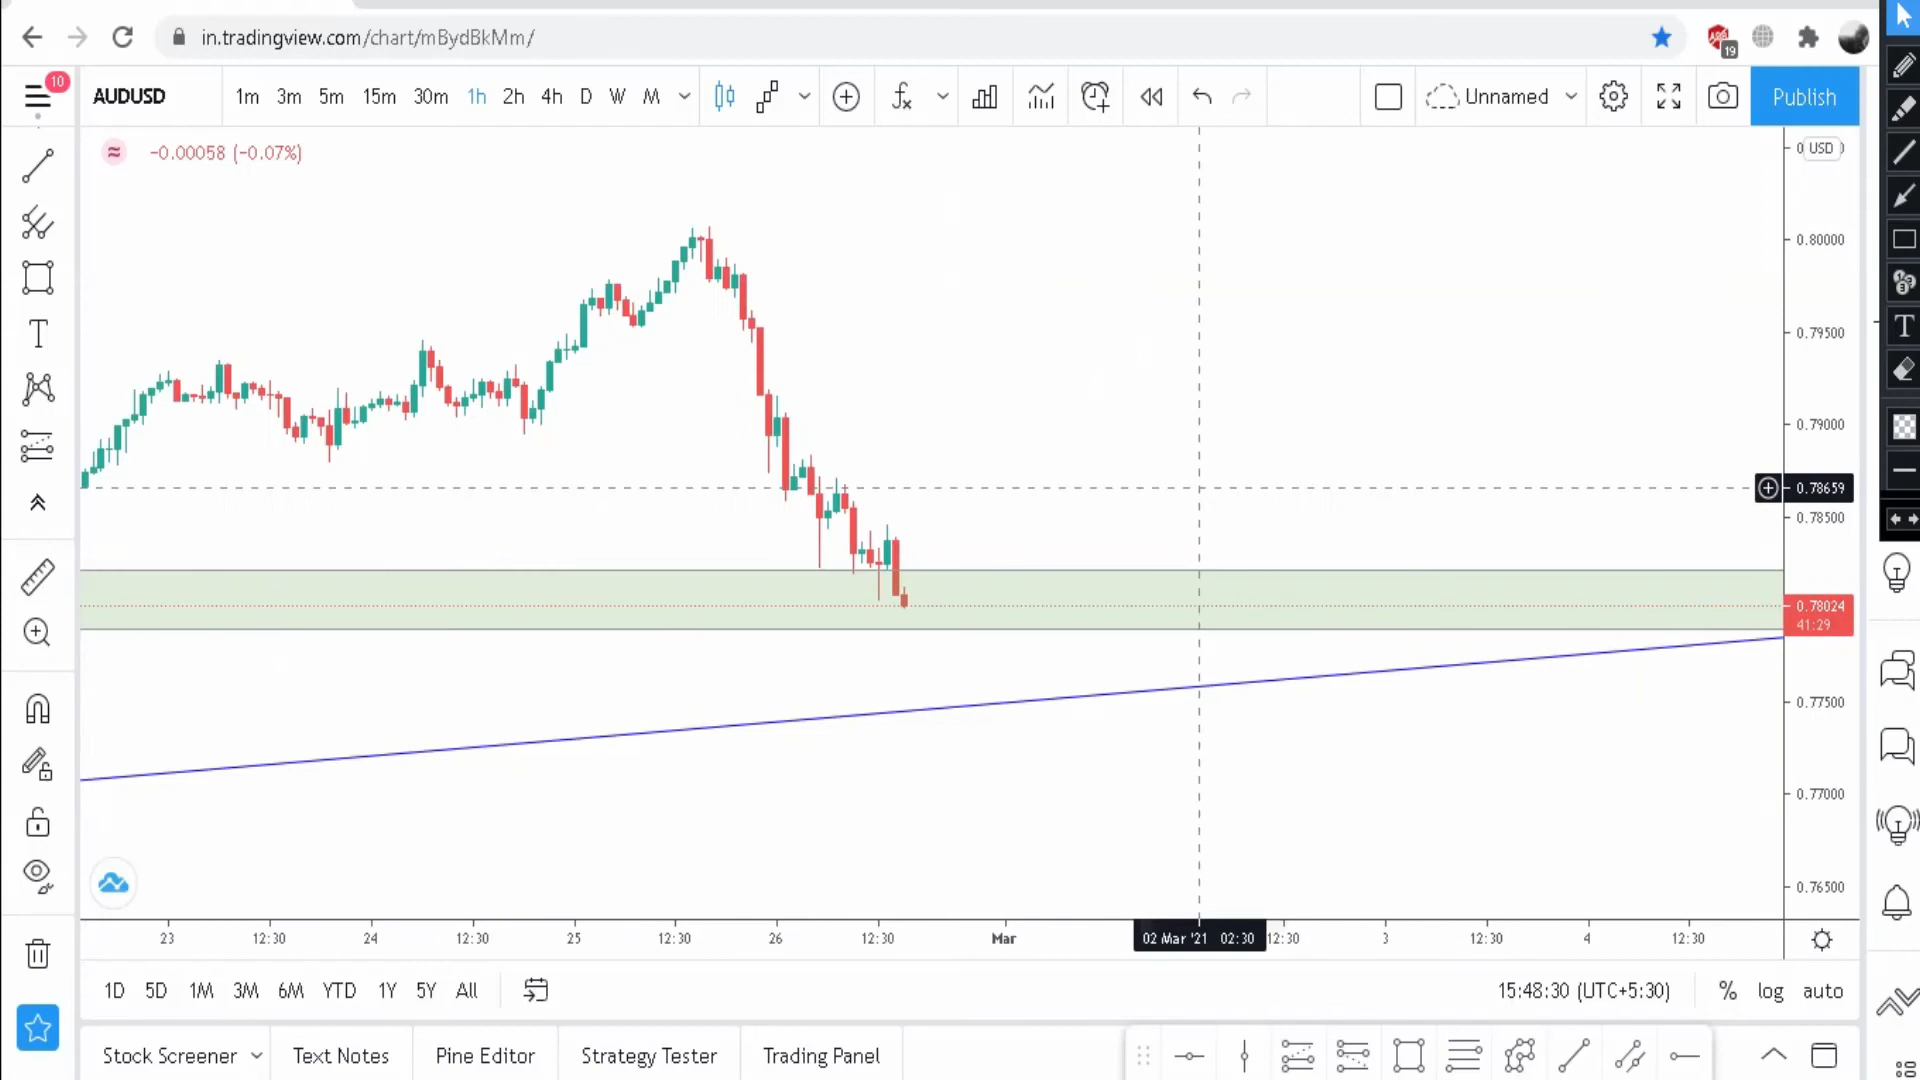 in.tradingview.com/chart/mBydBkMm/
19
10
AUDUSD 1m 3m 5m 15m 30m 1h 2h 4h D W M Unnamed Publish
−0.00058 (−0.07%)
USD
0.80000
0.79500
0.79000
0.78659
0.78500
0.78024
41:29
0.77500
0.77000
0.76500
23 12:30 24 12:30 25 12:30 26 12:30 Mar 02 Mar '21 02:30 12:30 3 12:30 4 12:30
1D 5D 1M 3M 6M YTD 1Y 5Y All 15:48:30 (UTC+5:30) % log auto
Stock Screener Text Notes Pine Editor Strategy Tester Trading Panel